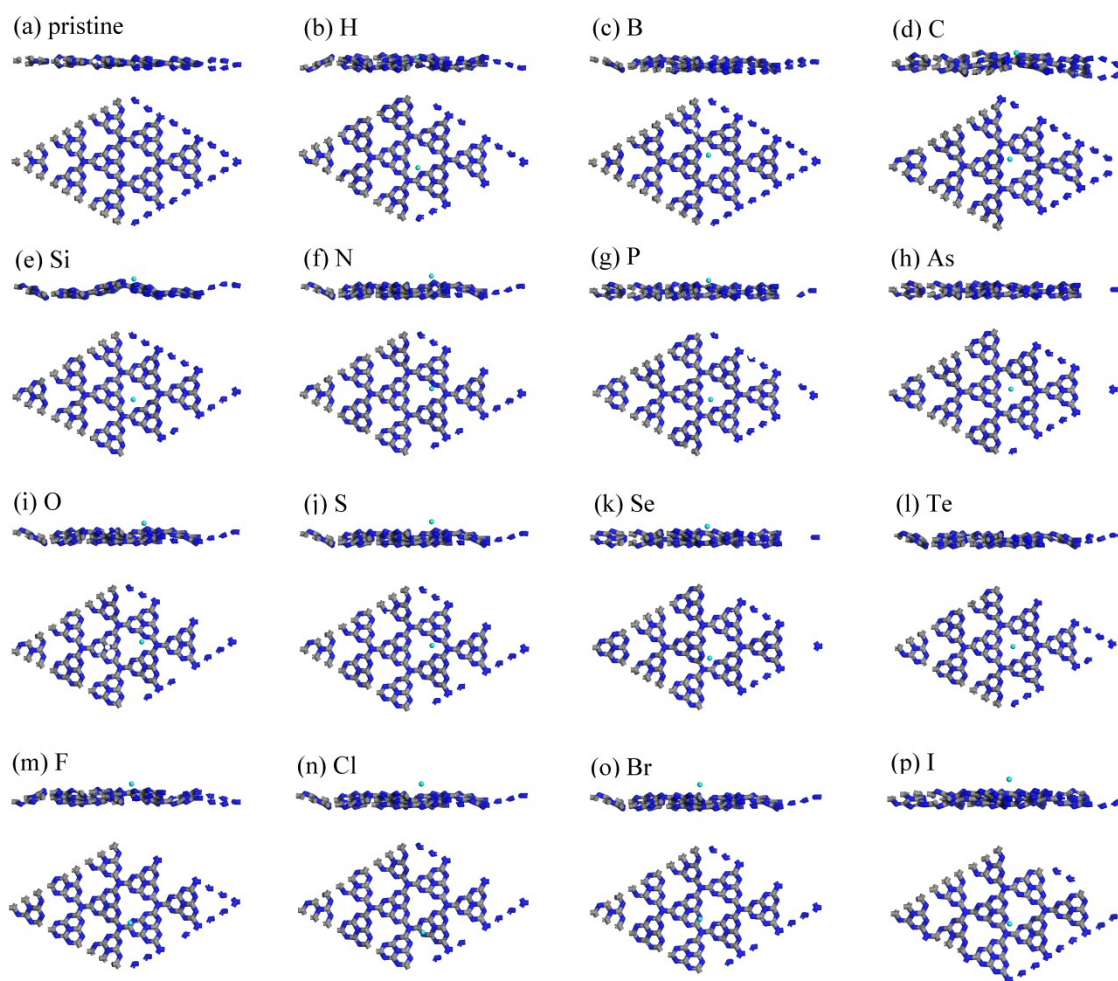 (a) pristine
(b) H
(c) B
(d) C
(e) Si
(f) N
(g) P
(h) As
(i) O
(j) S
(k) Se
(l) Te
(m) F
(n) Cl
(o) Br
(p) I